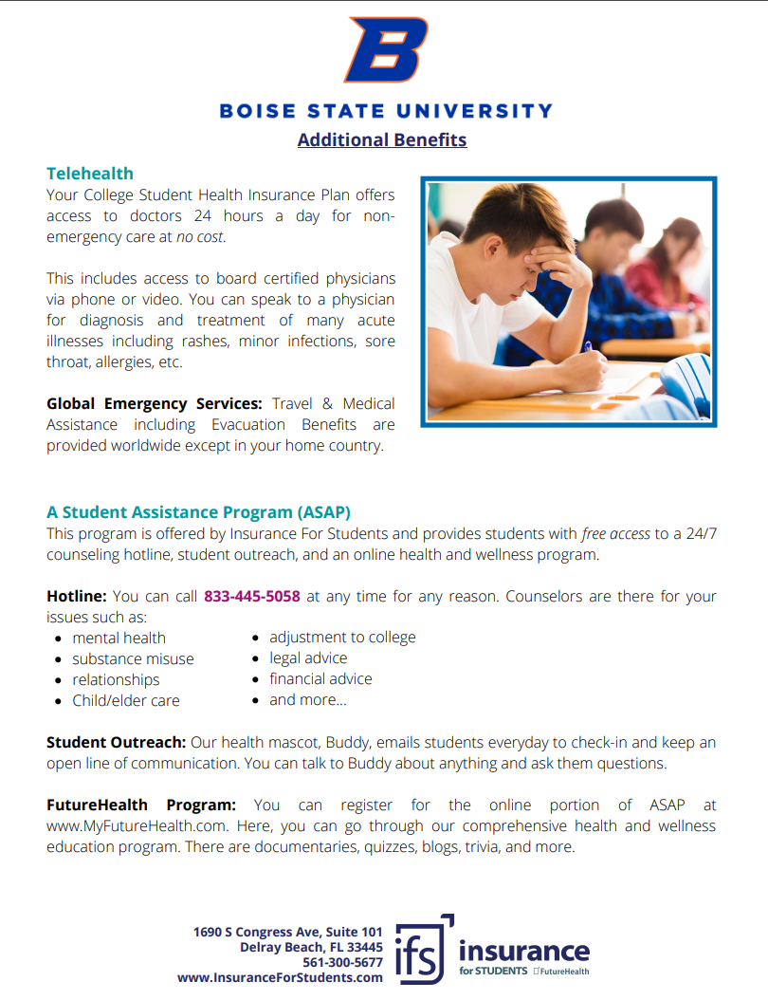 B
BOISE STATE UNIVERSITY
Additional Benefits
Telehealth
Your College Student Health Insurance Plan offers
access to doctors 24 hours a day for non-
emergency care at no cost.
This includes access to board certified physicians
via phone or video. You can speak to a physician
for diagnosis and treatment of many acute
illnesses including rashes, minor infections, sore
throat, allergies, etc.
Global Emergency Services: Travel & Medical
Assistance including Evacuation Benefits are
provided worldwide except in your home country.
A Student Assistance Program (ASAP)
This program is offered by Insurance For Students and provides students with free access to a 24/7
counseling hotline, student outreach, and an online health and wellness program.
Hotline: You can call 833-445-5058 at any time for any reason. Counselors are there for your
issues such as:
• mental health
• substance misuse
• relationships
• Child/elder care
• adjustment to college
• legal advice
• financial advice
• and more...
Student Outreach: Our health mascot, Buddy, emails students everyday to check-in and keep an
open line of communication. You can talk to Buddy about anything and ask them questions.
FutureHealth Program: You can register for the online portion of ASAP at
www.MyFutureHealth.com. Here, you can go through our comprehensive health and wellness
education program. There are documentaries, quizzes, blogs, trivia, and more.
1690 S Congress Ave, Suite 101
Delray Beach, FL 33445
561-300-5677
www.InsuranceForStudents.com
ifs
insurance
for STUDENTS FutureHealth